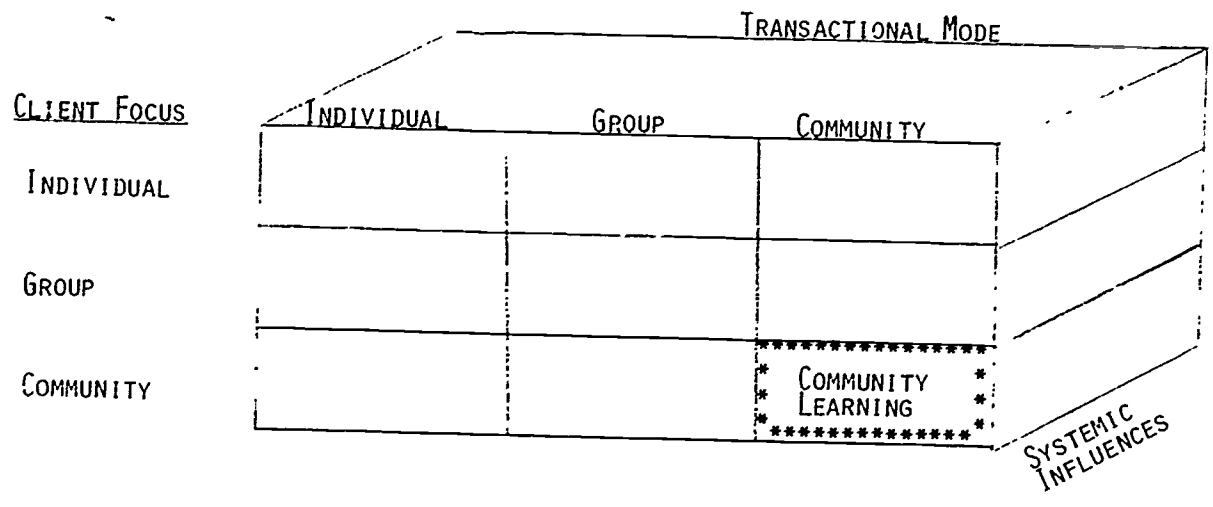 TRANSACTIONAL MODE
CLIENT FOCUS
INDIVIDUAL GROUP COMMUNITY
INDIVIDUAL
GROUP
COMMUNITY
COMMUNITY
LEARNING
SYSTEMIC
INFLUENCES